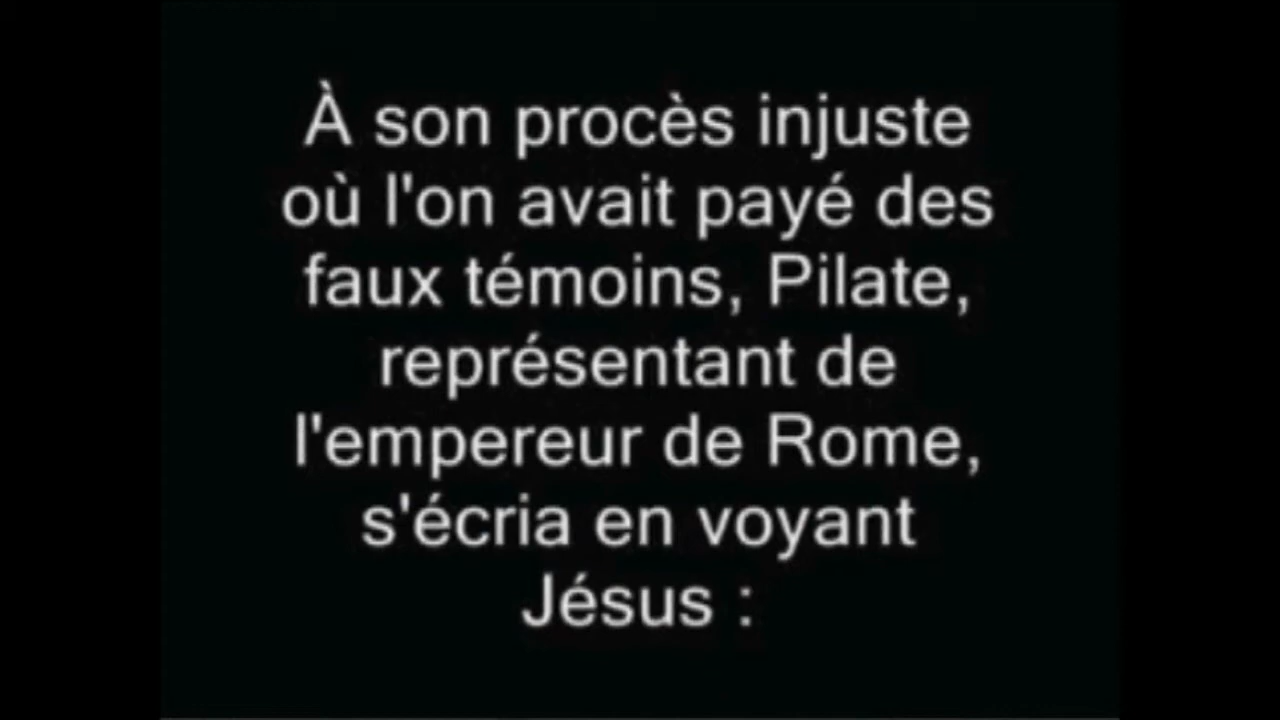 À son procès injuste
où l'on avait payé des
faux témoins, Pilate,
représentant de
l'empereur de Rome,
s'écria en voyant
Jésus :